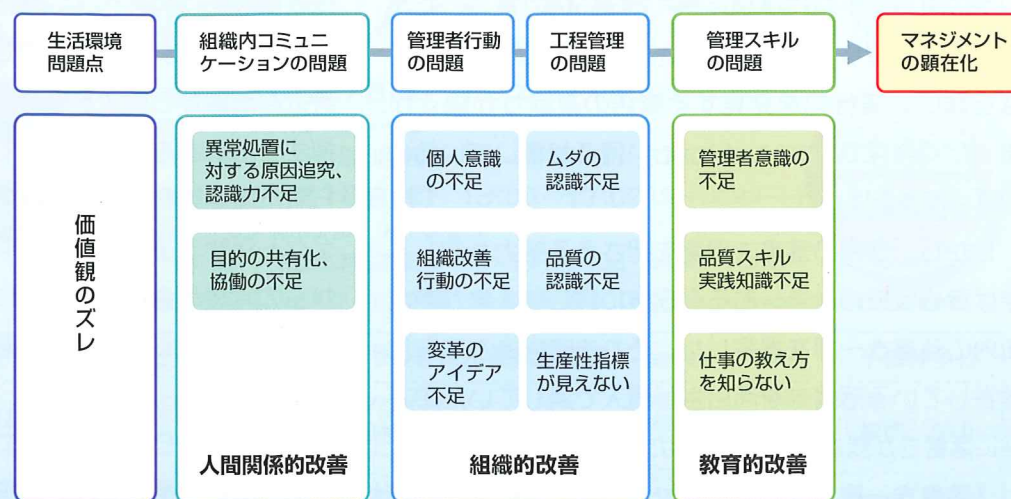 生活環境
問題点
組織内コミュニ
ケーションの問題
管理者行動
の問題
工程管理
の問題
管理スキル
の問題
マネジメント
の顕在化
価値観のズレ
異常処置に
対する原因追究、
認識力不足
目的の共有化、
協働の不足
人間関係的改善
個人意識
の不足
ムダの
認識不足
組織改善
行動の不足
品質の
認識不足
変革の
アイデア
不足
生産性指標
が見えない
組織的改善
管理者意識の
不足
品質スキル
実践知識不足
仕事の教え方
を知らない
教育的改善